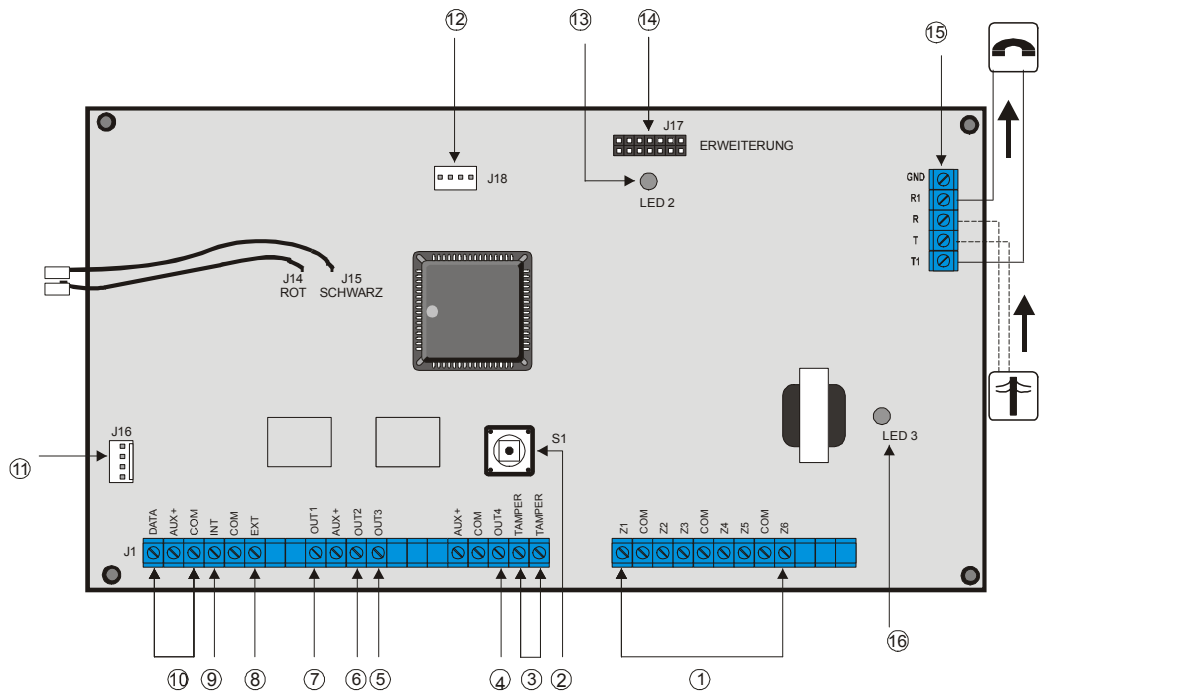 12
13
14
15
J17
ERWEITERUNG
J18
LED 2
GND
R1
R
T
T1
J14
ROT
J15
SCHWARZ
J16
S1
LED 3
11
16
J1
DATA
AUX+
COM
INT
COM
EXT
OUT1
AUX+
OUT2
OUT3
AUX+
COM
OUT4
TAMPER
TAMPER
Z1
COM
Z2
Z3
COM
Z4
Z5
COM
Z6
10
9
8
7
6
5
4
3
2
1